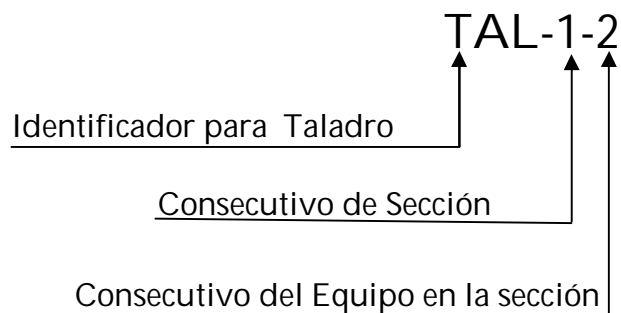 TAL-1-2
Identificador para Taladro
Consecutivo de Sección
Consecutivo del Equipo en la sección